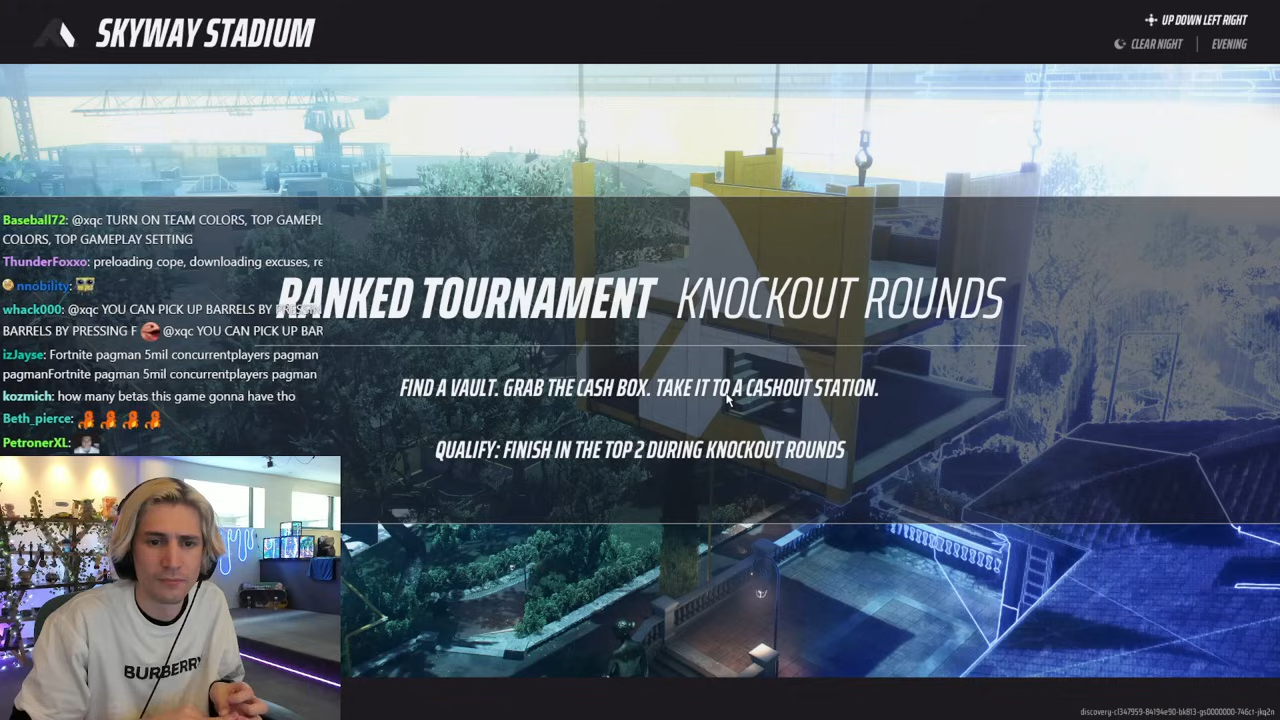 SKYWAY STADIUM
UP DOWN LEFT RIGHT
CLEAR NIGHT | EVENING
Baseball72: @xqc TURN ON TEAM COLORS, TOP GAMEPL
COLORS, TOP GAMEPLAY SETTING
ThunderFoxxo: preloading cope, downloading excuses, re
nnobility:
whack000: @xqc YOU CAN PICK UP BARRELS BY PRESSIN
BARRELS BY PRESSING F @xqc YOU CAN PICK UP BAR
izJayse: Fortnite pagman 5mil concurrentplayers pagman
pagmanFortnite pagman 5mil concurrentplayers pagman
kozmich: how many betas this game gonna have tho
Beth_pierce:
PetronerXL:
RANKED TOURNAMENT KNOCKOUT ROUNDS
FIND A VAULT. GRAB THE CASH BOX. TAKE IT TO A CASHOUT STATION.
QUALIFY: FINISH IN THE TOP 2 DURING KNOCKOUT ROUNDS
BURBERRY